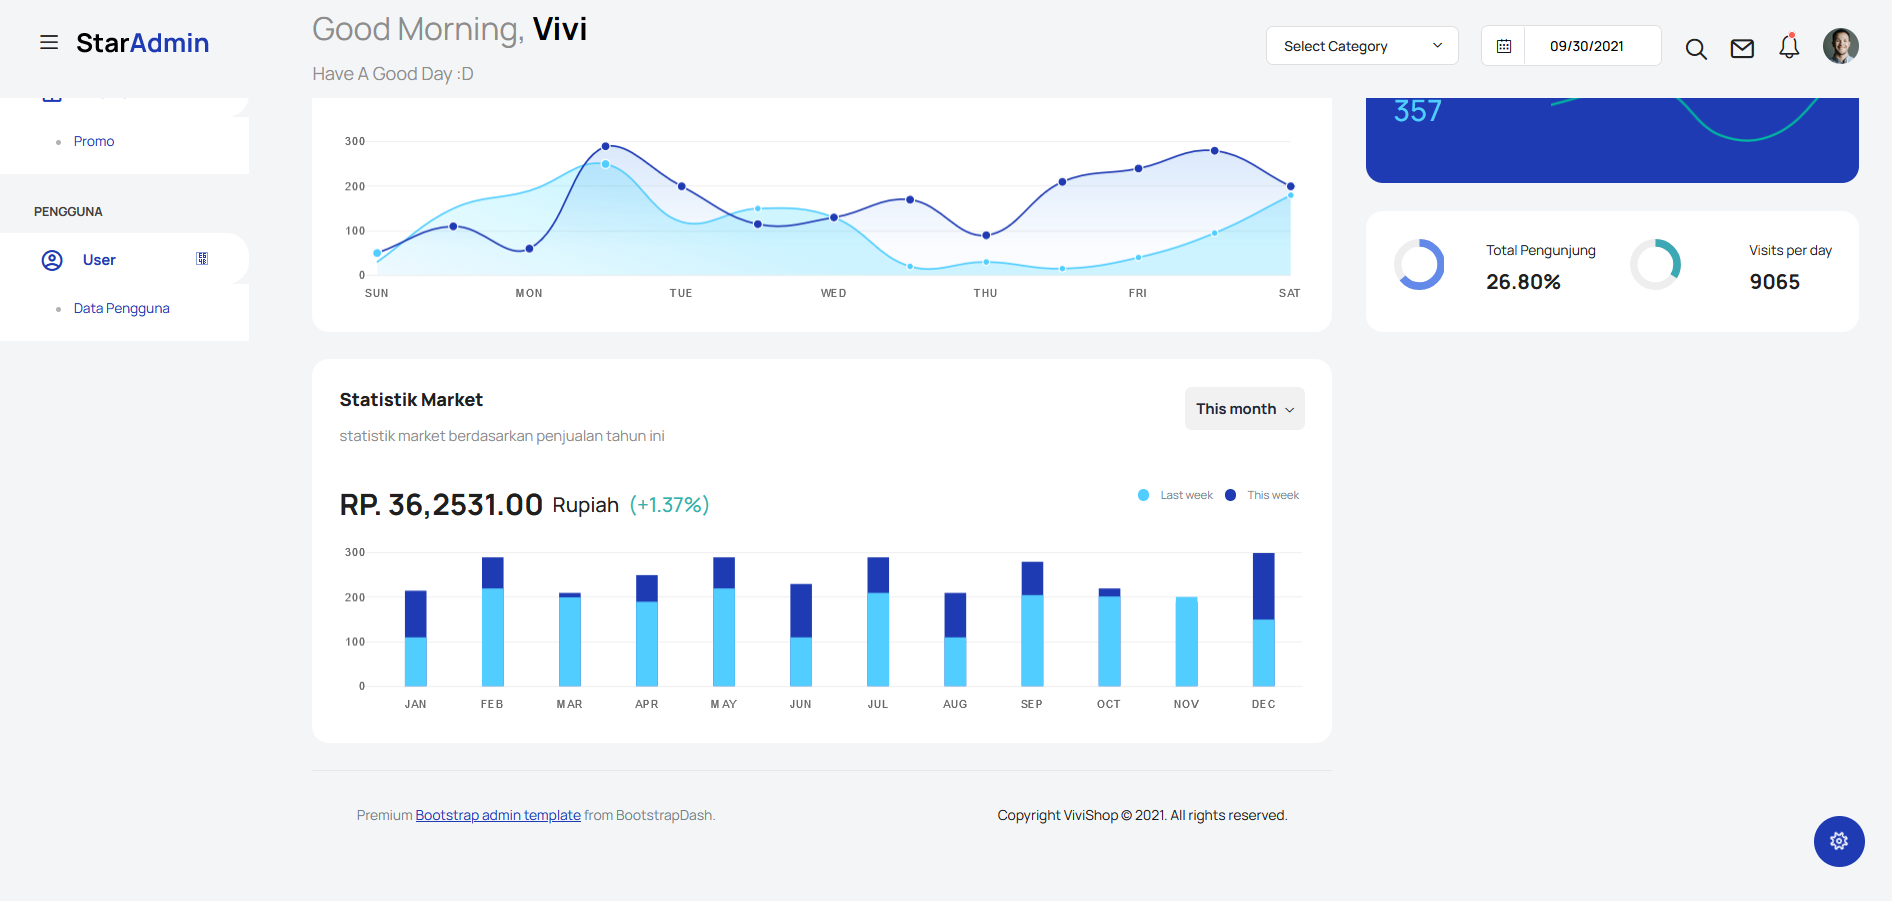 StarAdmin
Good Morning, Vivi
Have A Good Day :D
Select Category
09/30/2021
Promo
PENGGUNA
User
Data Pengguna
300
200
100
0
SUN MON TUE WED THU FRI SAT
357
Total Pengunjung
26.80%
Visits per day
9065
Statistik Market
statistik market berdasarkan penjualan tahun ini
This month
RP. 36,2531.00 Rupiah (+1.37%)
Last week This week
300
200
100
0
JAN FEB MAR APR MAY JUN JUL AUG SEP OCT NOV DEC
Premium Bootstrap admin template from BootstrapDash.
Copyright ViviShop © 2021. All rights reserved.